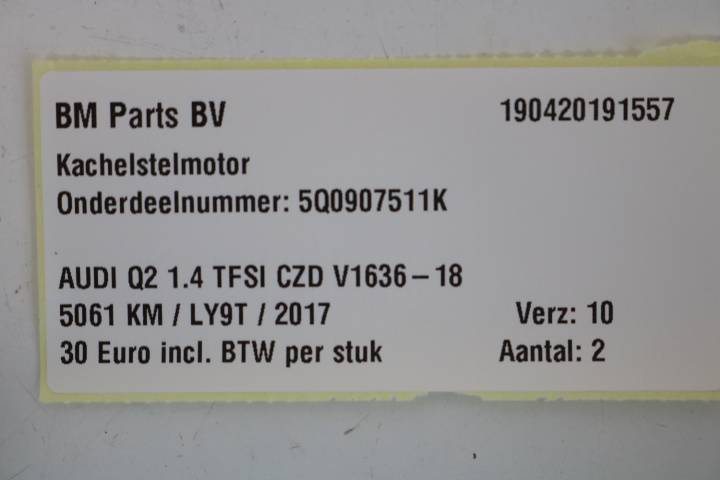 BM Parts BV 190420191557
Kachelstelmotor
Onderdeelnummer: 5Q0907511K
AUDI Q2 1.4 TFSI CZD V1636-18
5061 KM / LY9T / 2017 Verz: 10
30 Euro incl. BTW per stuk Aantal: 2